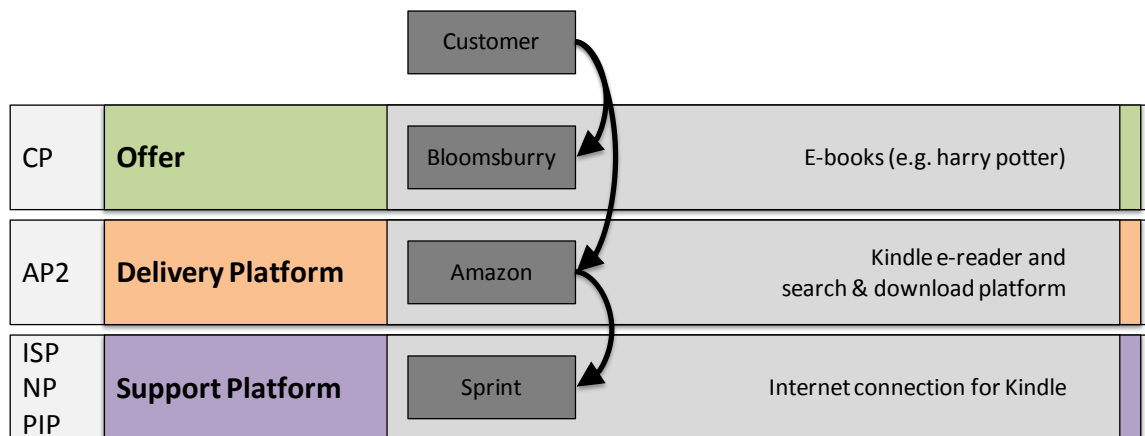 Customer
CP
Offer
Bloomsburry
E-books (e.g. harry potter)
AP2
Delivery Platform
Amazon
Kindle e-reader and
search & download platform
ISP
NP
PIP
Support Platform
Sprint
Internet connection for Kindle